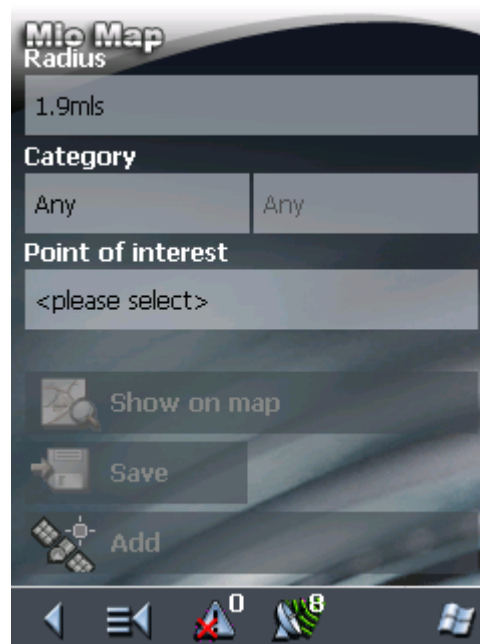 Mio Map
Radius
1.9mls
Category
Any Any
Point of interest
<please select>
Show on map
Save
Add
0 8